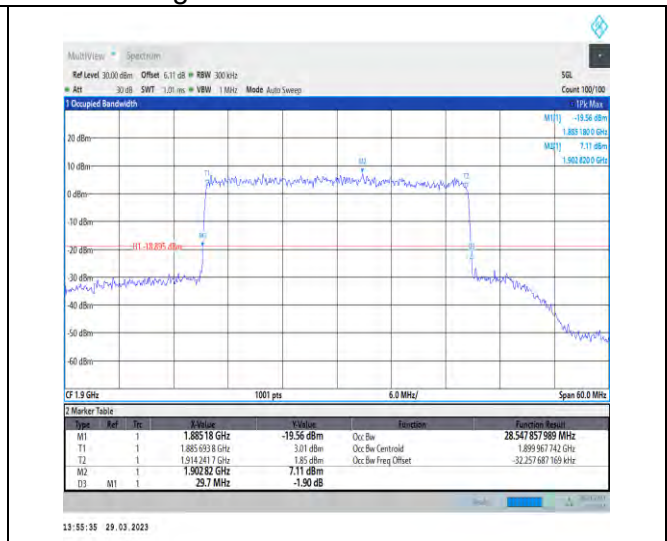 MultiView Spectrum
Ref Level 30.00 dBm Offset 6.11 dB RBW 300 kHz SGL
Att 30 dB SWT 1.01 ms VBW 1 MHz Mode Auto Sweep Count 100/100
1 Occupied Bandwidth 1Pk Max
M1[1] -19.56 dBm
1.885 180 0 GHz
M2[1] 7.11 dBm
1.902 820 0 GHz
20 dBm
10 dBm
0 dBm
-10 dBm
-20 dBm
-30 dBm
-40 dBm
-50 dBm
-60 dBm
T1
M2
T2
M1
H1 -18.895 dBm
CF 1.9 GHz 1001 pts 6.0 MHz/ Span 60.0 MHz
2 Marker Table
Type Ref Trc X-Value Y-Value Function Function Result
M1 1 1.885 18 GHz -19.56 dBm Occ Bw 28.547 857 989 MHz
T1 1 1.885 693 8 GHz 3.01 dBm Occ Bw Centroid 1.899 967 742 GHz
T2 1 1.914 241 7 GHz 1.85 dBm Occ Bw Freq Offset -32.257 687 169 kHz
M2 1 1.902 82 GHz 7.11 dBm
D3 M1 1 29.7 MHz -1.90 dB
13:55:35 29.03.2023